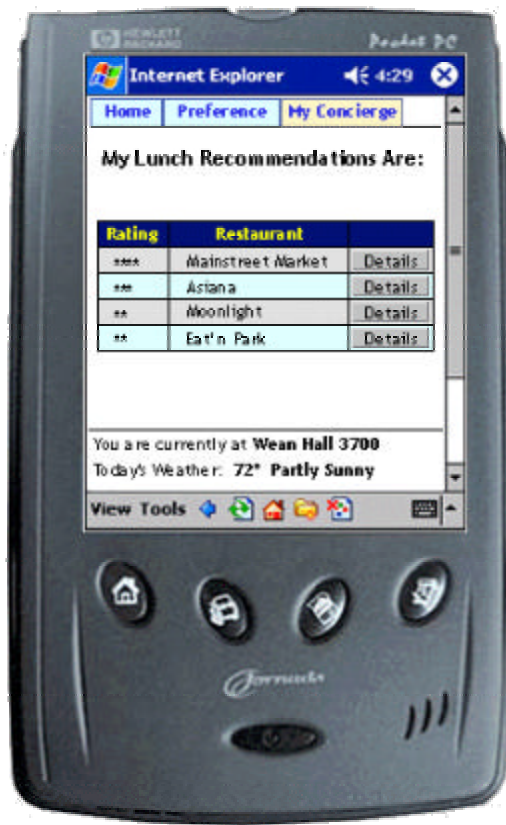 HEWLETT
PACKARD
Pocket PC
Internet Explorer 4:29
Home Preference My Concierge
My Lunch Recommendations Are:
Rating Restaurant
**** Mainstreet Market Details
*** Asiana Details
** Moonlight Details
** Eat'n Park Details
You are currently at Wean Hall 3700
Today's Weather: 72° Partly Sunny
View Tools
Jornada